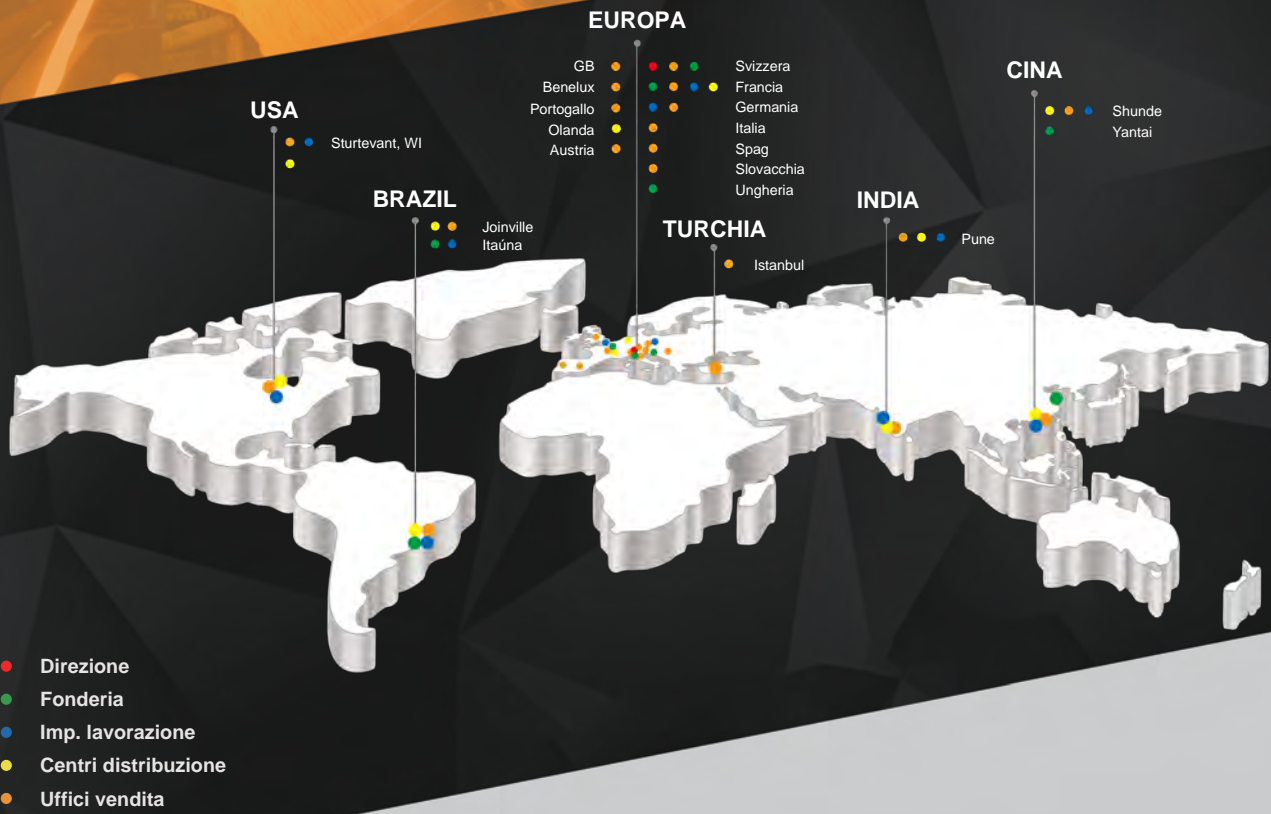 EUROPA
GB
Benelux
Portogallo
Olanda
Austria
Svizzera
Francia
Germania
Italia
Spag
Slovacchia
Ungheria
CINA
Shunde
Yantai
USA
Sturtevant, WI
BRAZIL
Joinville
Itaúna
TURCHIA
Istanbul
INDIA
Pune
Direzione
Fonderia
Imp. lavorazione
Centri distribuzione
Uffici vendita